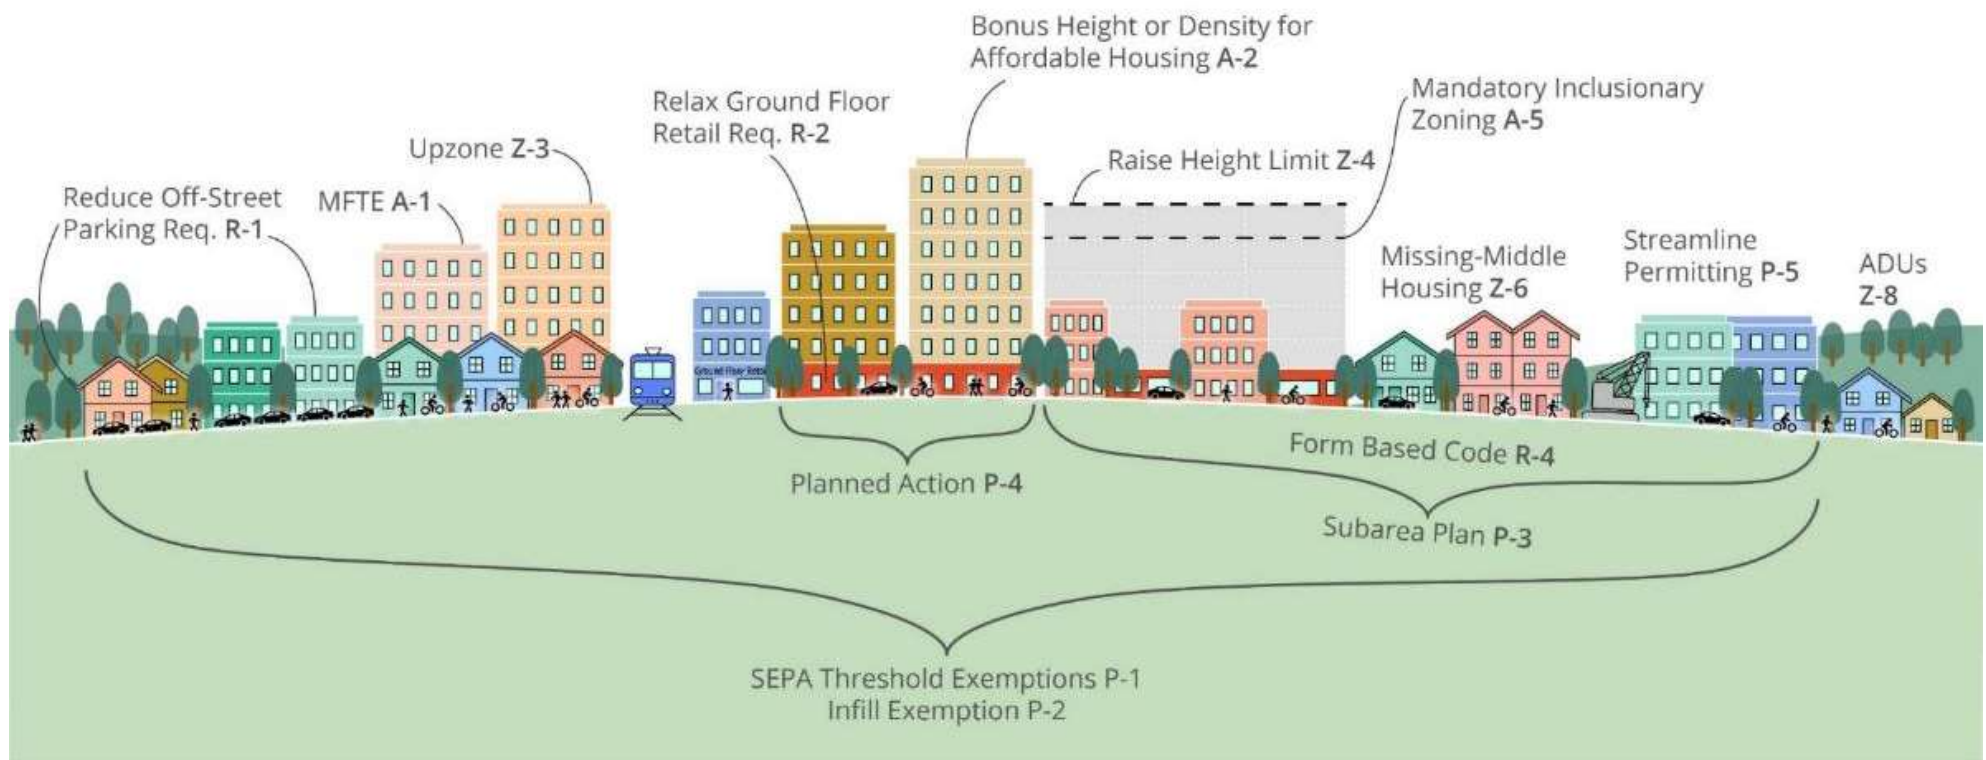 Bonus Height or Density for
Affordable Housing A-2
Mandatory Inclusionary
Zoning A-5
Relax Ground Floor
Retail Req. R-2
Upzone Z-3
Raise Height Limit Z-4
Reduce Off-Street
Parking Req. R-1
MFTE A-1
Missing-Middle
Housing Z-6
Streamline
Permitting P-5
ADUs
Z-8
Ground Floor Retail
Form Based Code R-4
Planned Action P-4
Subarea Plan P-3
SEPA Threshold Exemptions P-1
Infill Exemption P-2